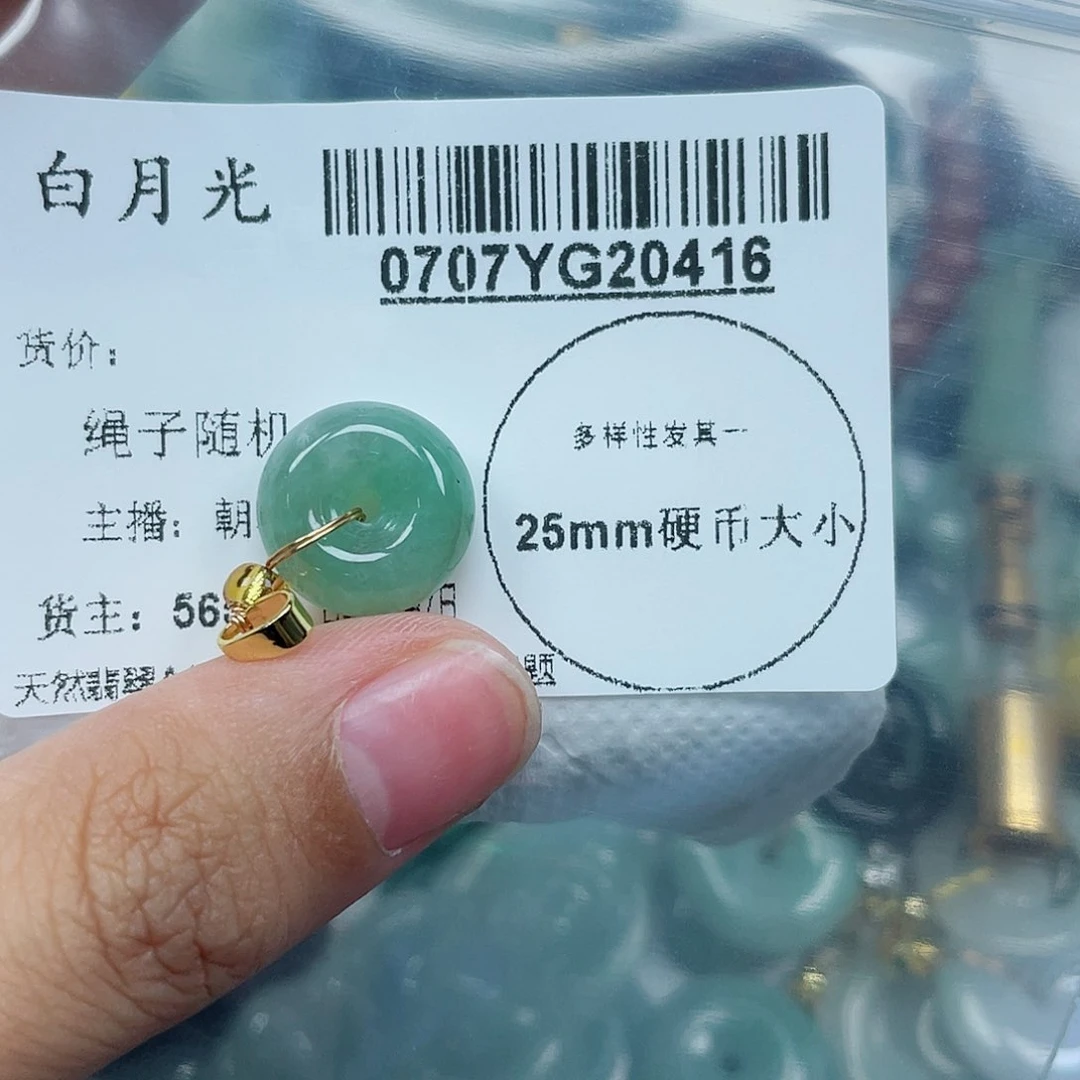 白月光
0707YG20416
货价：
绳子随机
多样性发其一
主播：朝
25mm硬币大小
货主：56
天然翡翠
题